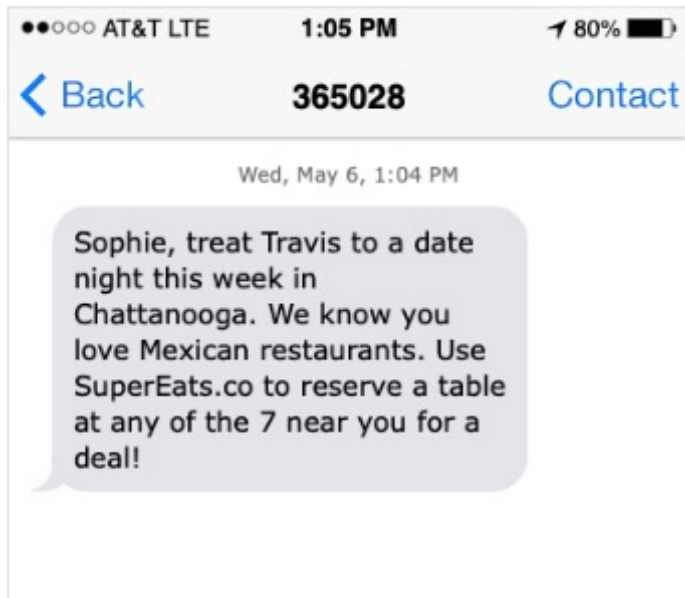 AT&T LTE 1:05 PM 80%
Back 365028 Contact
Wed, May 6, 1:04 PM
Sophie, treat Travis to a date
night this week in
Chattanooga. We know you
love Mexican restaurants. Use
SuperEats.co to reserve a table
at any of the 7 near you for a
deal!